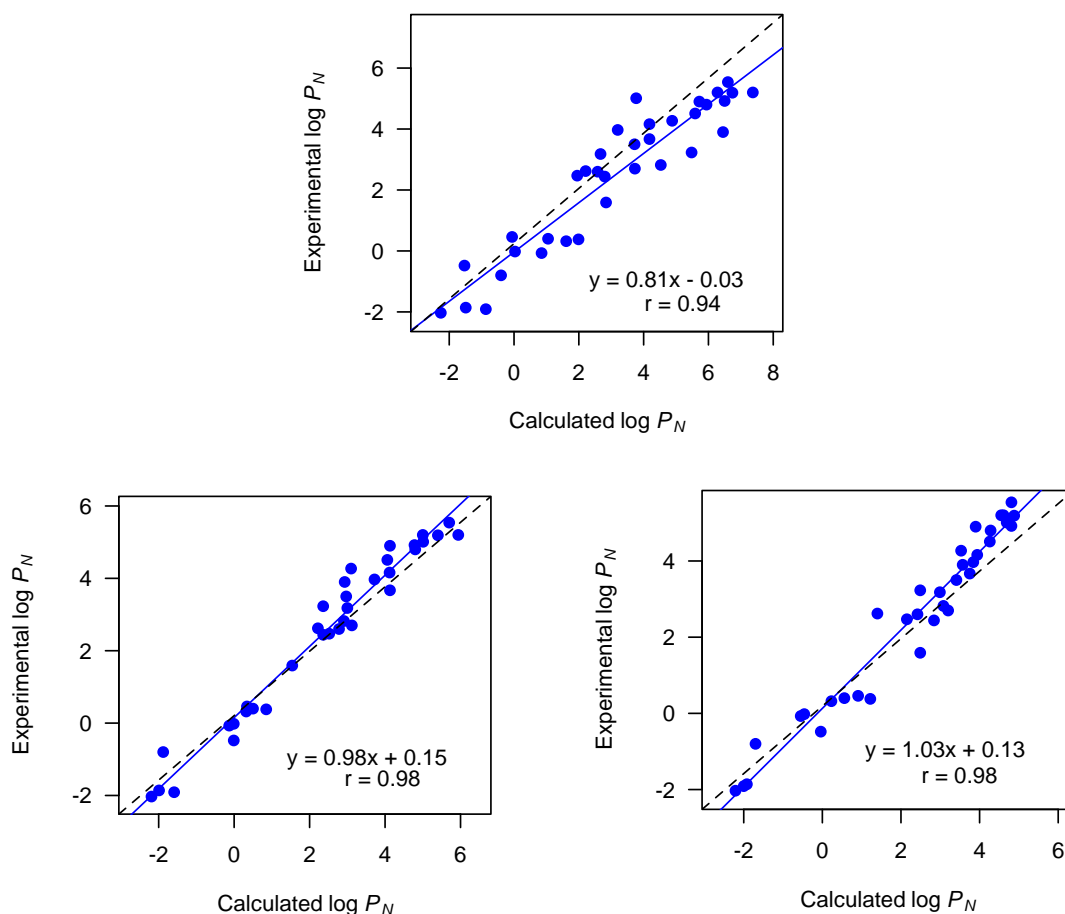 Experimental log P_N
6
4
2
0
-2
y = 0.81x - 0.03
r = 0.94
-2 0 2 4 6 8
Calculated log P_N
Experimental log P_N
6
4
2
0
-2
y = 0.98x + 0.15
r = 0.98
-2 0 2 4 6
Calculated log P_N
Experimental log P_N
4
2
0
-2
y = 1.03x + 0.13
r = 0.98
-2 0 2 4 6
Calculated log P_N